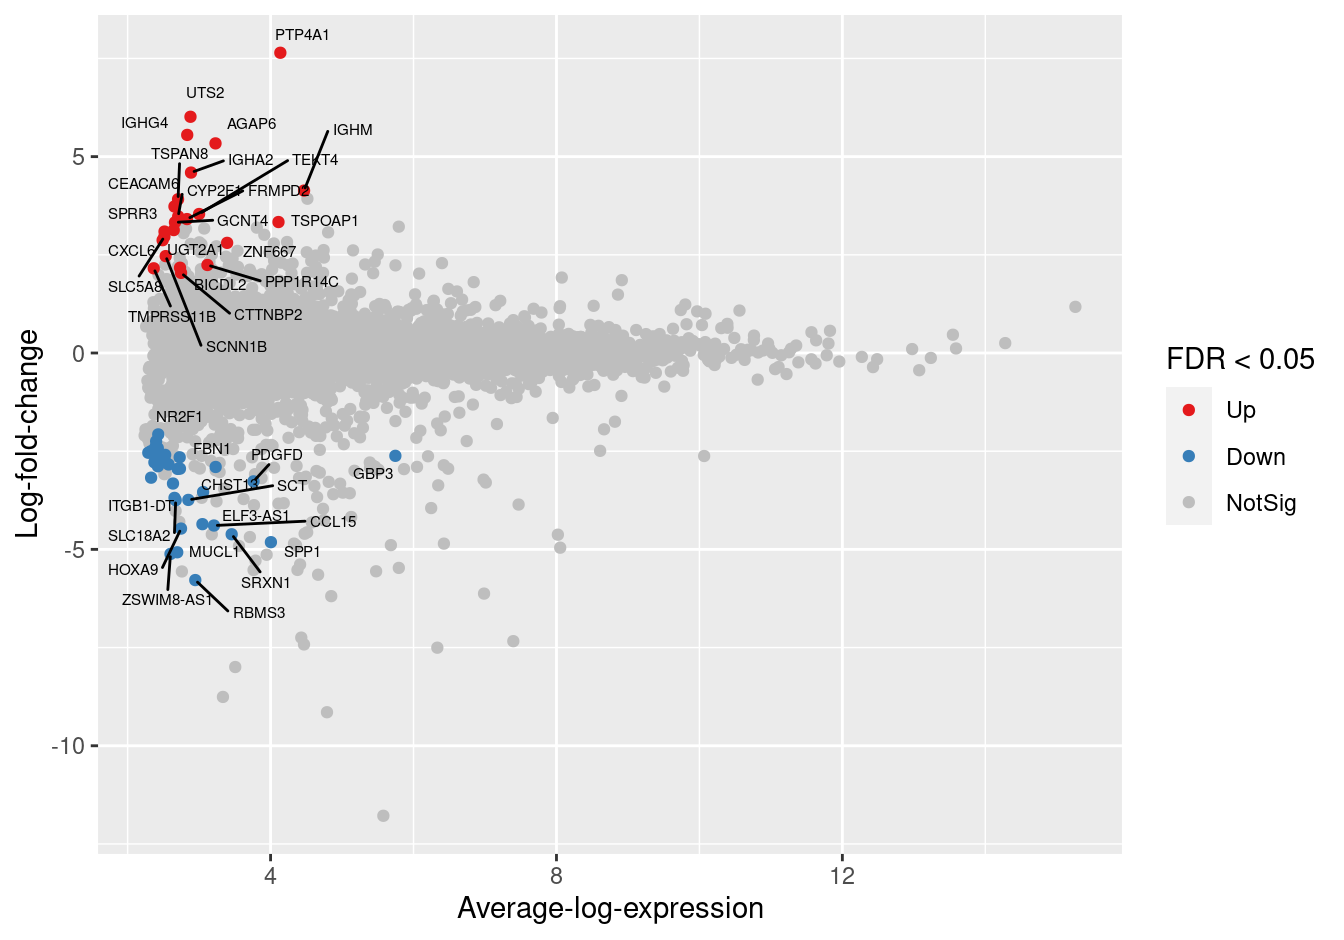 PTP4A1
UTS2
IGHG4
AGAP6
IGHM
TSPAN8
IGHA2
TEKT4
CEACAM6
CYP2F1
FRMPD2
SPRR3
GCNT4
TSPOAP1
CXCL6
UGT2A1
ZNF667
SLC5A8
BICDL2
PPP1R14C
TMPRSS11B
CTTNBP2
SCNN1B
NR2F1
FBN1
PDGFD
GBP3
CHST13
SCT
ITGB1-DT
ELF3-AS1
CCL15
SLC18A2
MUCL1
SPP1
HOXA9
SRXN1
ZSWIM8-AS1
RBMS3
5
0
-5
-10
4
8
12
Log-fold-change
Average-log-expression
FDR < 0.05
Up
Down
NotSig